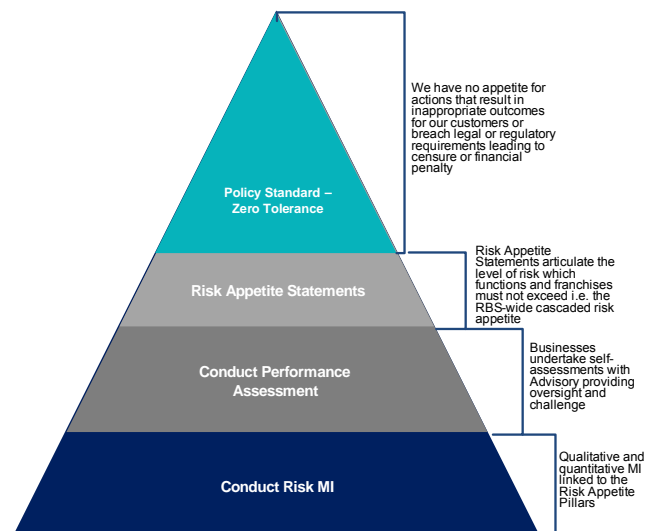 We have no appetite for
actions that result in
inappropriate outcomes
for our customers or
breach legal or regulatory
requirements leading to
censure or financial
penalty
Policy Standard –
Zero Tolerance
Risk Appetite
Statements articulate the
level of risk which
functions and franchises
must not exceed i.e. the
RBS-wide cascaded risk
appetite
Risk Appetite Statements
Businesses
undertake self-
assessments with
Advisory providing
oversight and
challenge
Conduct Performance
Assessment
Qualitative and
quantitative MI
linked to the
Risk Appetite
Pillars
Conduct Risk MI